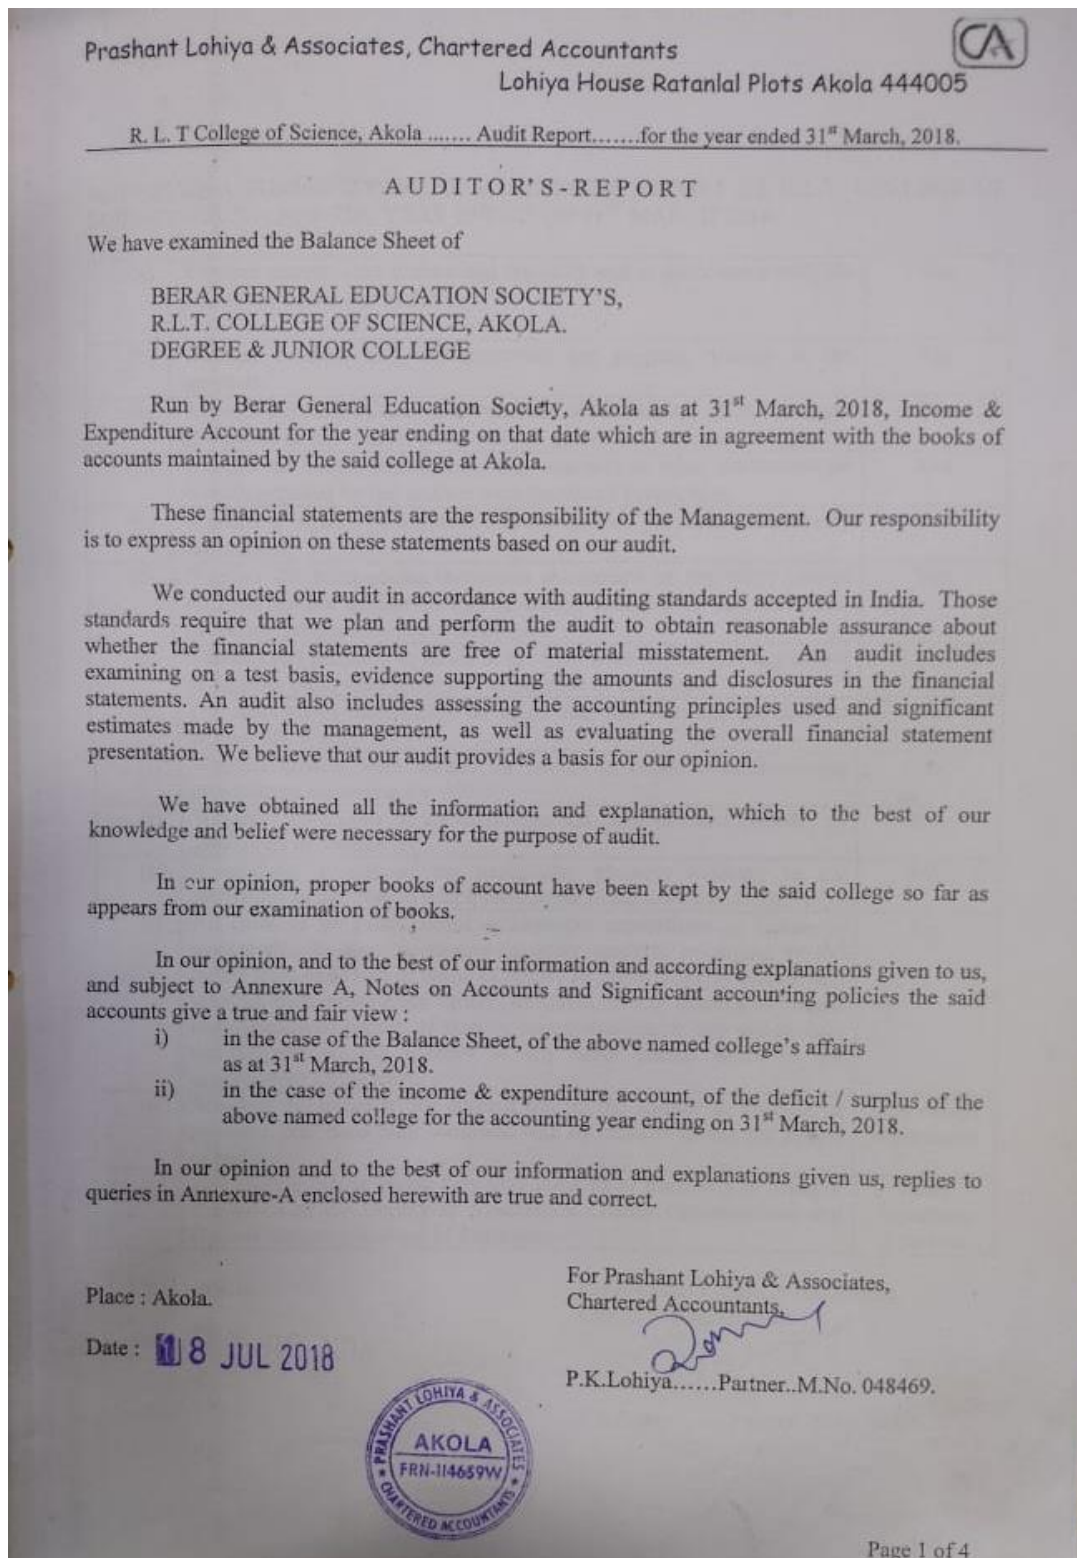 Prashant Lohiya & Associates, Chartered Accountants
CA
Lohiya House Ratanlal Plots Akola 444005
R. L. T College of Science, Akola ....... Audit Report.......for the year ended 31st March, 2018.
AUDITOR'S-REPORT
We have examined the Balance Sheet of
BERAR GENERAL EDUCATION SOCIETY'S,
R.L.T. COLLEGE OF SCIENCE, AKOLA.
DEGREE & JUNIOR COLLEGE
Run by Berar General Education Society, Akola as at 31st March, 2018, Income &
Expenditure Account for the year ending on that date which are in agreement with the books of
accounts maintained by the said college at Akola.
These financial statements are the responsibility of the Management. Our responsibility
is to express an opinion on these statements based on our audit.
We conducted our audit in accordance with auditing standards accepted in India. Those
standards require that we plan and perform the audit to obtain reasonable assurance about
whether the financial statements are free of material misstatement. An audit includes
examining on a test basis, evidence supporting the amounts and disclosures in the financial
statements. An audit also includes assessing the accounting principles used and significant
estimates made by the management, as well as evaluating the overall financial statement
presentation. We believe that our audit provides a basis for our opinion.
We have obtained all the information and explanation, which to the best of our
knowledge and belief were necessary for the purpose of audit.
In our opinion, proper books of account have been kept by the said college so far as
appears from our examination of books.
In our opinion, and to the best of our information and according explanations given to us,
and subject to Annexure A, Notes on Accounts and Significant accounting policies the said
accounts give a true and fair view :
i) in the case of the Balance Sheet, of the above named college's affairs
as at 31st March, 2018.
ii) in the case of the income & expenditure account, of the deficit / surplus of the
above named college for the accounting year ending on 31st March, 2018.
In our opinion and to the best of our information and explanations given us, replies to
queries in Annexure-A enclosed herewith are true and correct.
For Prashant Lohiya & Associates,
Chartered Accountants,
Place : Akola.
Date : 18 JUL 2018
P.K.Lohiya......Partner..M.No. 048469.
PRASHANT LOHIYA & ASSOCIATES
AKOLA
FRN-114659W
CHARTERED ACCOUNTANTS
Page 1 of 4